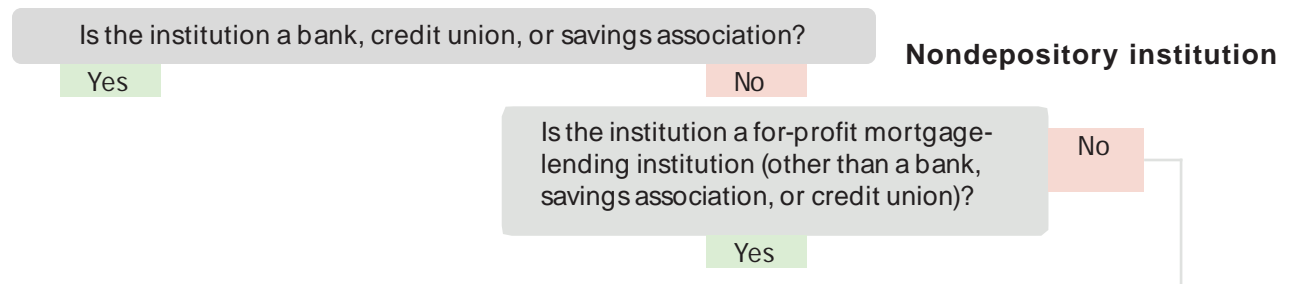 Is the institution a bank, credit union, or savings association?
Nondepository institution
Yes
No
Is the institution a for-profit mortgage-
lending institution (other than a bank,
savings association, or credit union)?
No
Yes